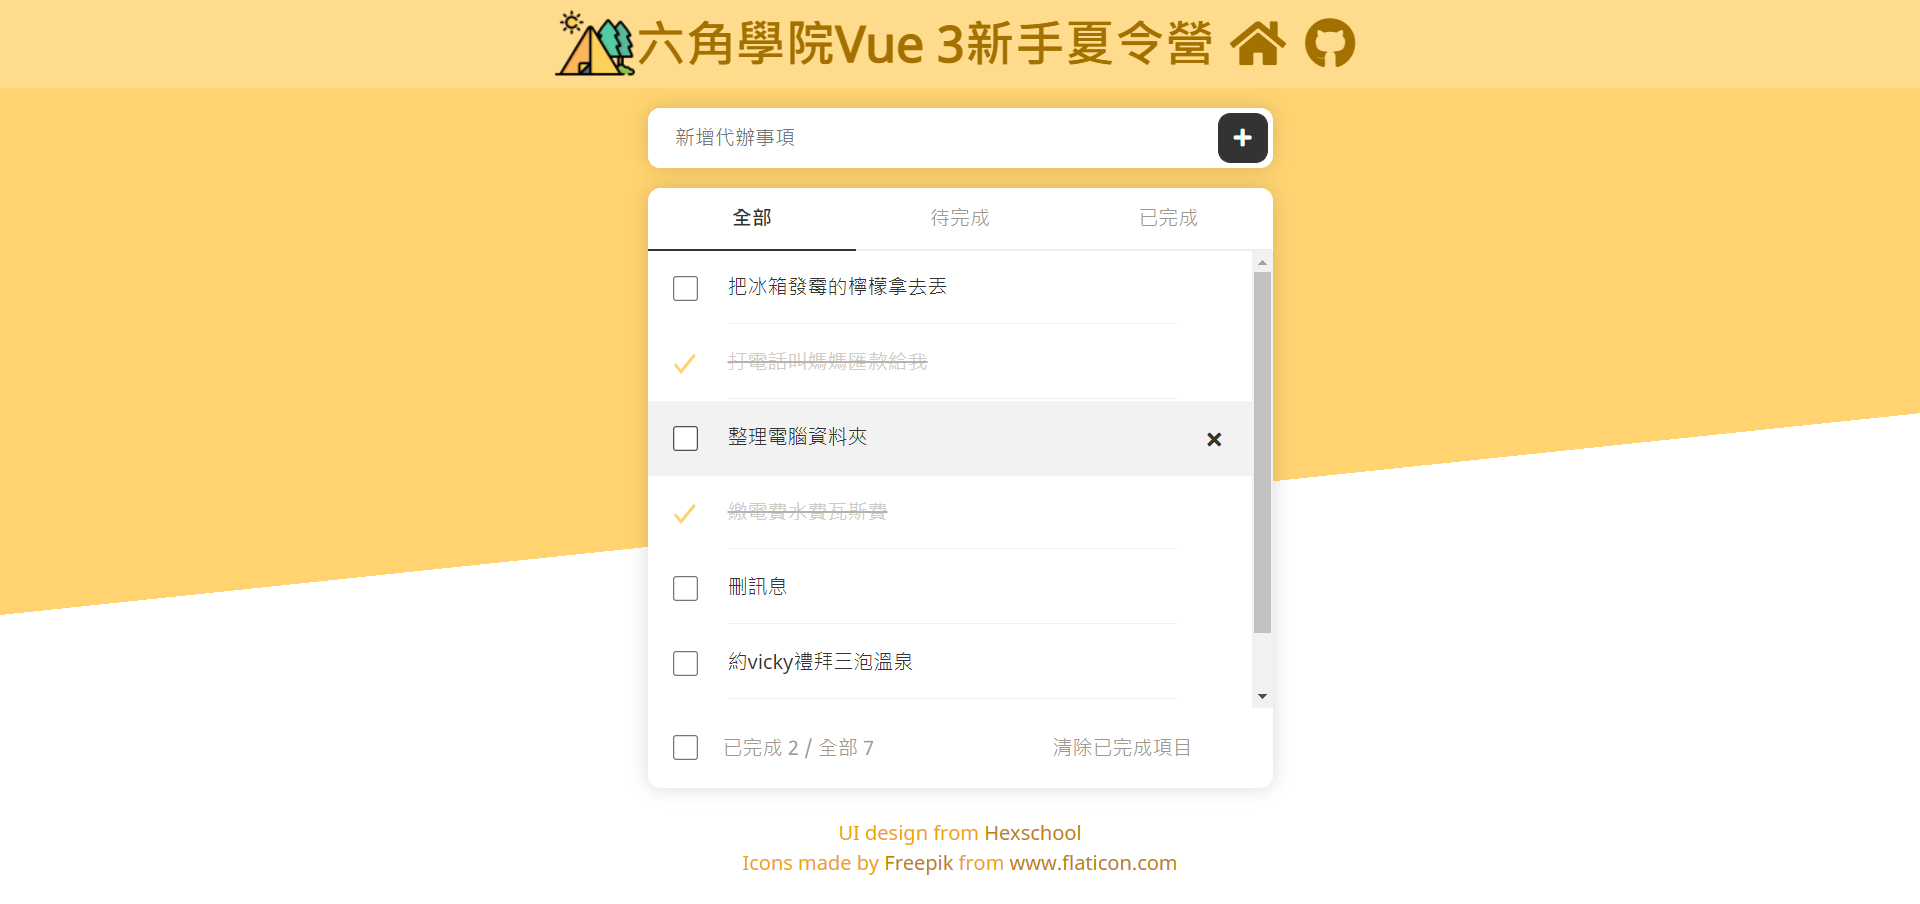 六角學院Vue 3新手夏令營
新增代辦事項
全部 待完成 已完成
把冰箱發霉的檸檬拿去丟
打電話叫媽媽匯款給我
整理電腦資料夾
繳電費水費瓦斯費
刪訊息
約vicky禮拜三泡溫泉
已完成 2 / 全部 7 清除已完成項目
UI design from Hexschool
Icons made by Freepik from www.flaticon.com